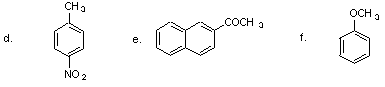 CH₃
d.
NO₂
e.
COCH₃
f.
OCH₃